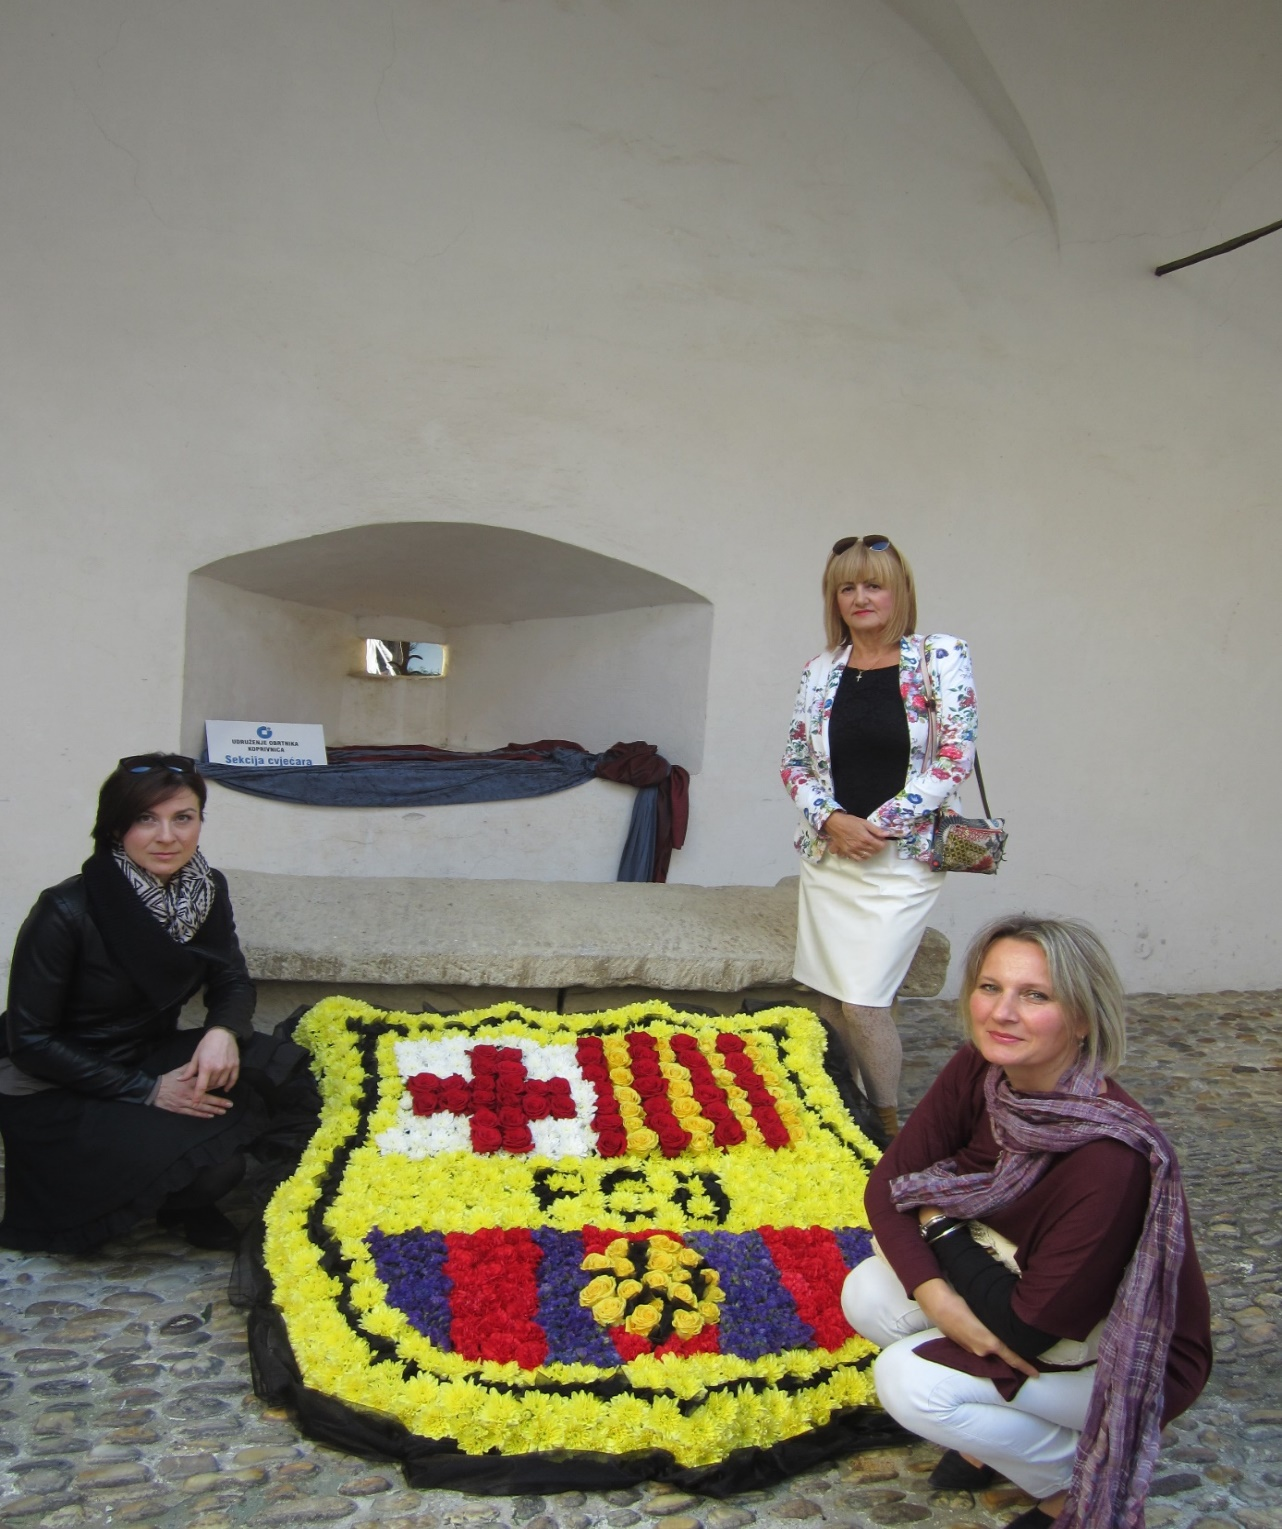 UDRUŽENJE OBRTNIKA
KOPRIVNICA
Sekcija cvjećara
FCB